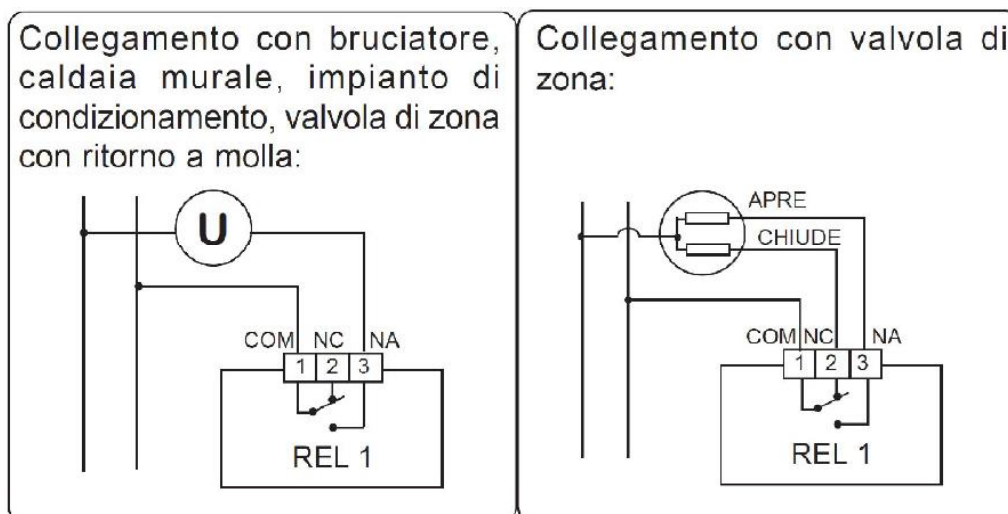 Collegamento con bruciatore,
caldaia murale, impianto di
condizionamento, valvola di zona
con ritorno a molla:
U
COM NC NA
1 2 3
REL 1
Collegamento con valvola di
zona:
APRE
CHIUDE
COM NC NA
1 2 3
REL 1